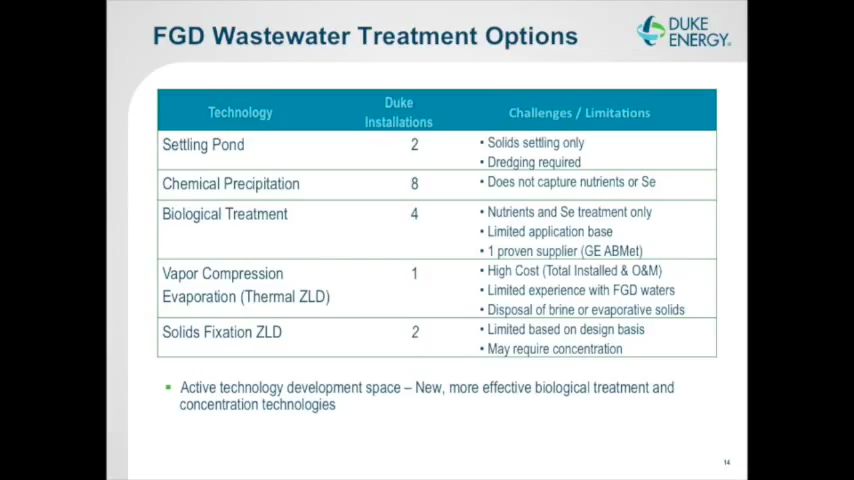 FGD Wastewater Treatment Options
DUKE
ENERGY.
Technology
Duke
Installations
Challenges / Limitations
Settling Pond
2
• Solids settling only
• Dredging required
Chemical Precipitation
8
• Does not capture nutrients or Se
Biological Treatment
4
• Nutrients and Se treatment only
• Limited application base
• 1 proven supplier (GE ABMet)
Vapor Compression
Evaporation (Thermal ZLD)
1
• High Cost (Total Installed & O&M)
• Limited experience with FGD waters
• Disposal of brine or evaporative solids
Solids Fixation ZLD
2
• Limited based on design basis
• May require concentration
Active technology development space – New, more effective biological treatment and
concentration technologies
14